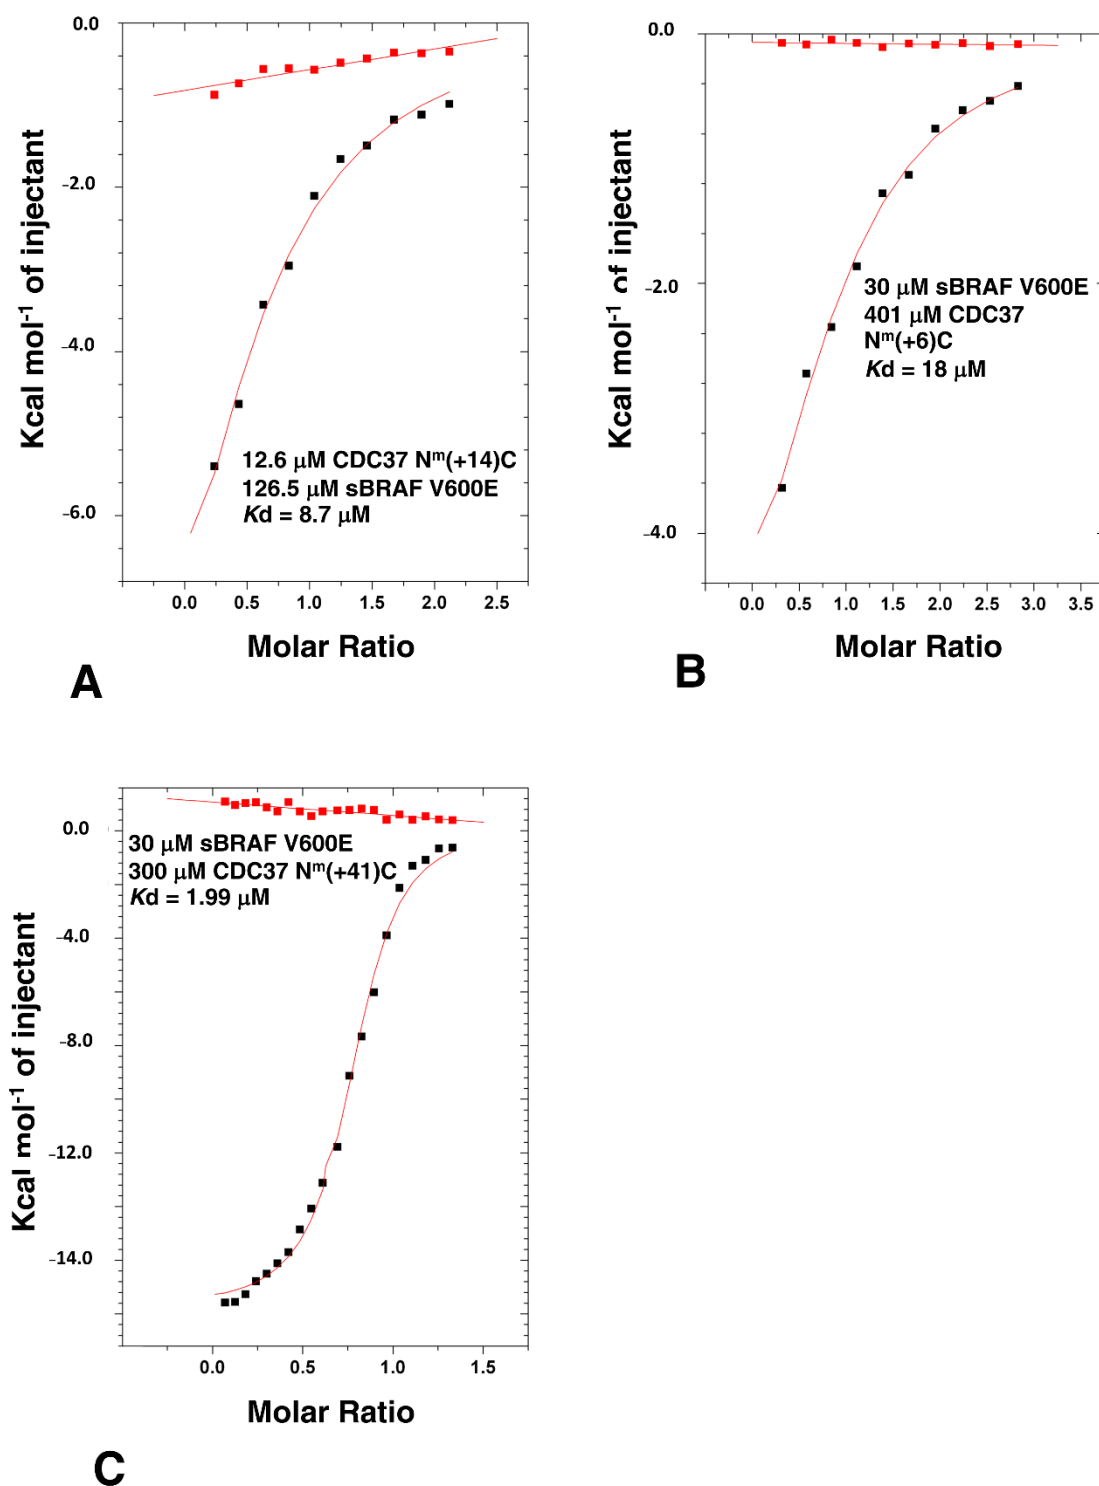 0.0
-2.0
-4.0
-6.0
Kcal mol-1 of injectant
12.6 μM CDC37 Nm(+14)C
126.5 μM sBRAF V600E
Kd = 8.7 μM
0.0 0.5 1.0 1.5 2.0 2.5
Molar Ratio
A
0.0
-2.0
-4.0
Kcal mol-1 of injectant
30 μM sBRAF V600E
401 μM CDC37
Nm(+6)C
Kd = 18 μM
0.0 0.5 1.0 1.5 2.0 2.5 3.0 3.5
Molar Ratio
B
0.0
-4.0
-8.0
-12.0
-14.0
Kcal mol-1 of injectant
30 μM sBRAF V600E
300 μM CDC37 Nm(+41)C
Kd = 1.99 μM
0.0 0.5 1.0 1.5
Molar Ratio
C